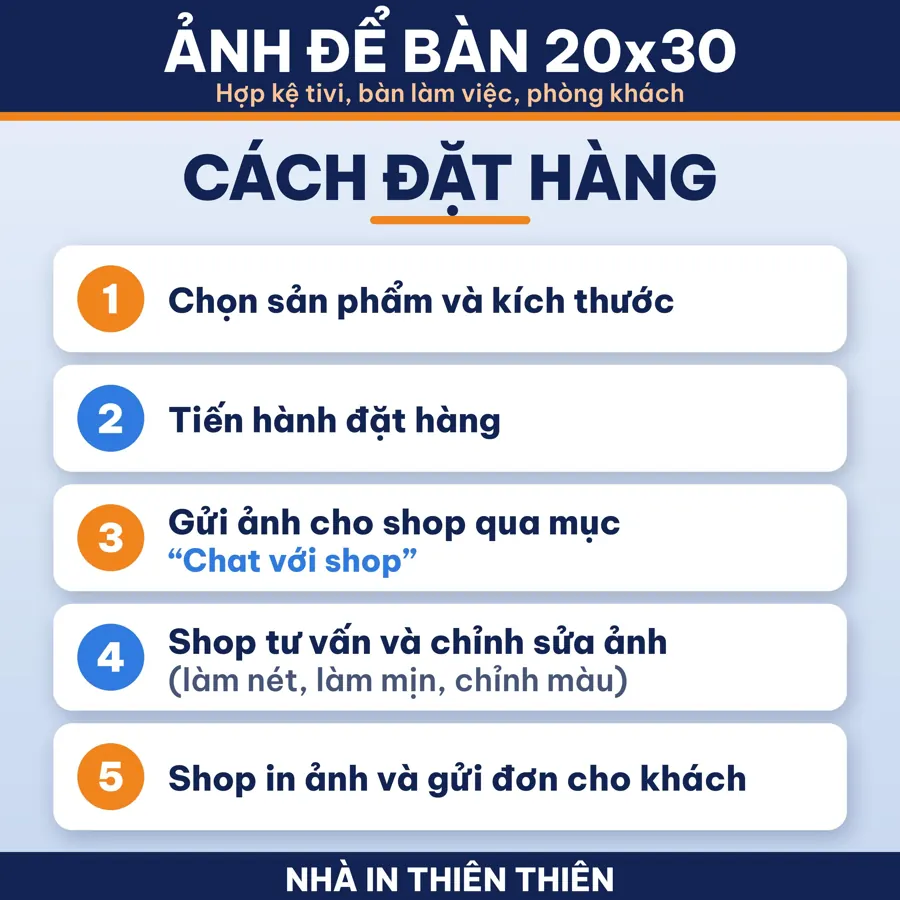 ẢNH ĐỂ BÀN 20x30
Hợp kệ tivi, bàn làm việc, phòng khách
CÁCH ĐẶT HÀNG
1
Chọn sản phẩm và kích thước
2
Tiến hành đặt hàng
3
Gửi ảnh cho shop qua mục
“Chat với shop”
4
Shop tư vấn và chỉnh sửa ảnh
(làm nét, làm mịn, chỉnh màu)
5
Shop in ảnh và gửi đơn cho khách
NHÀ IN THIÊN THIÊN